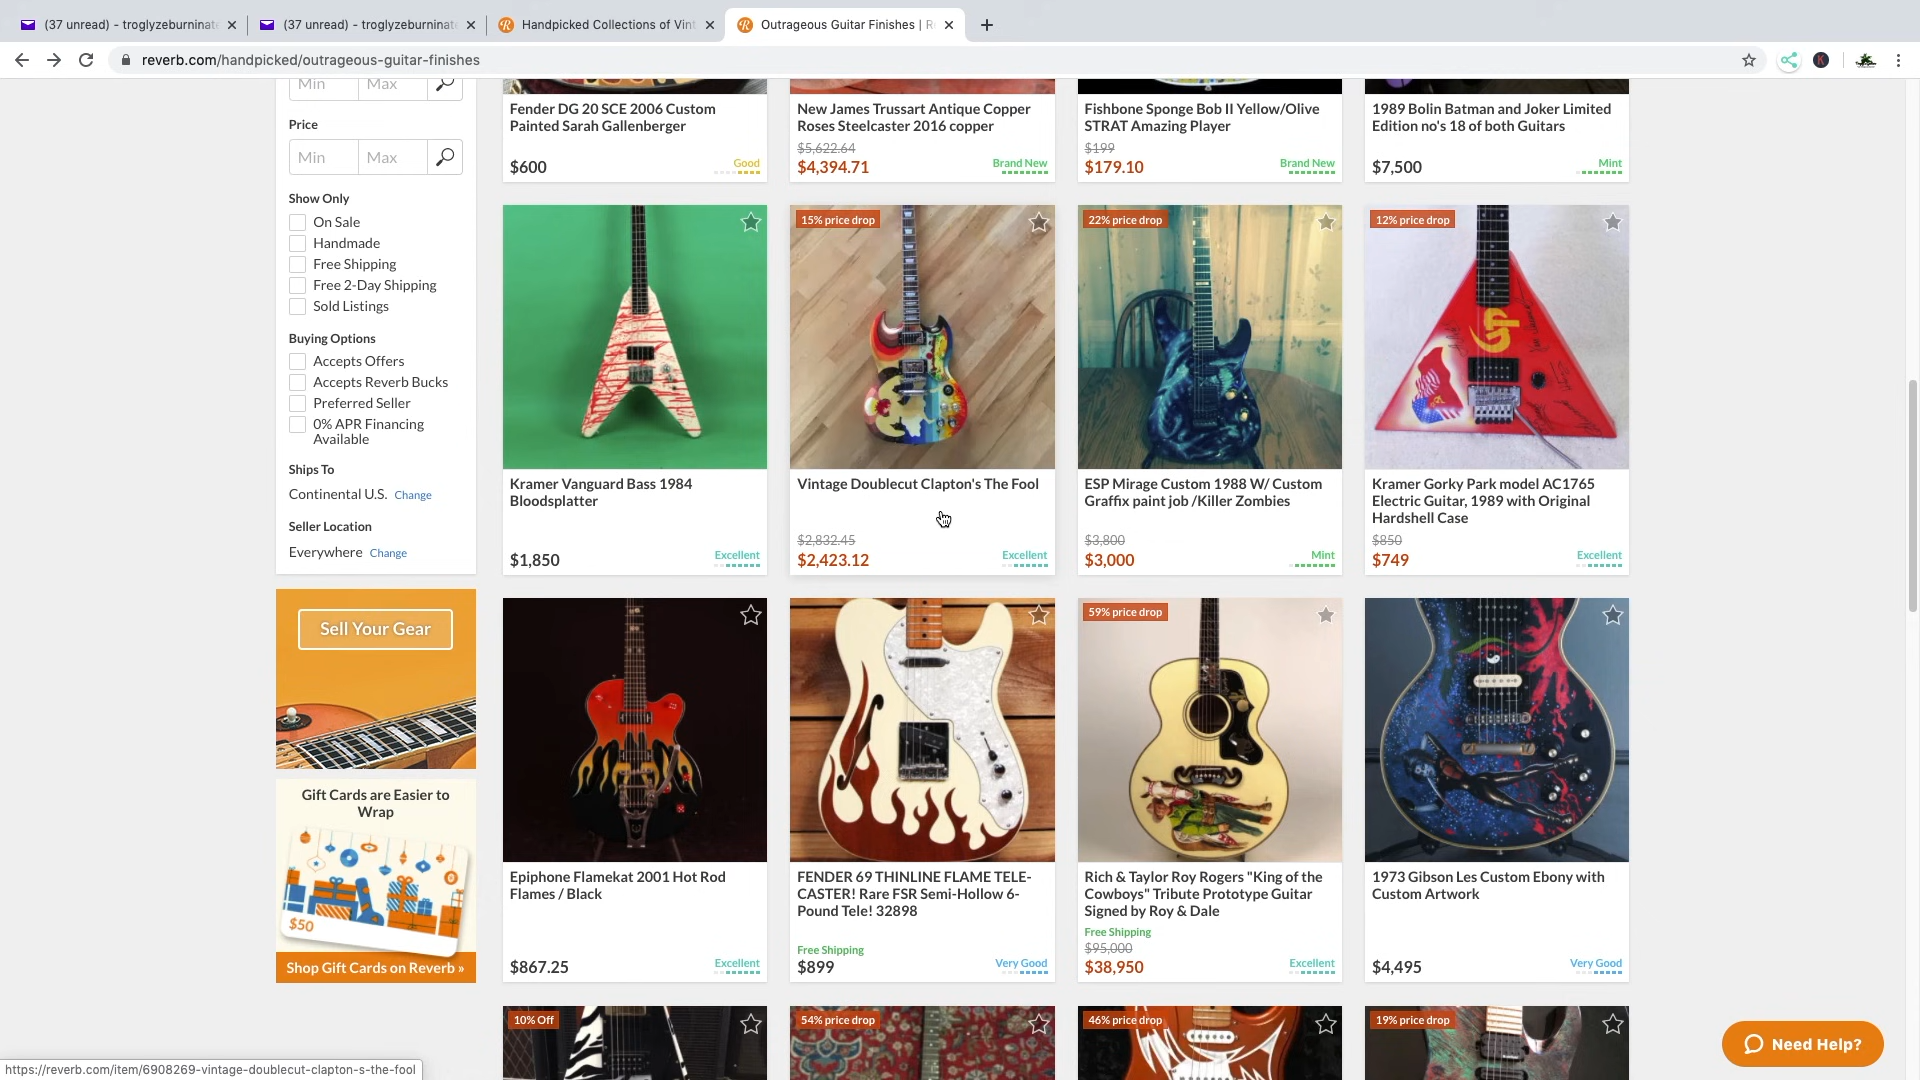 (37 unread) - troglyzeburninat
(37 unread) - troglyzeburninat
Handpicked Collections of Vint
Outrageous Guitar Finishes | R
reverb.com/handpicked/outrageous-guitar-finishes
Min
Max
Price
Min
Max
Show Only
On Sale
Handmade
Free Shipping
Free 2-Day Shipping
Sold Listings
Buying Options
Accepts Offers
Accepts Reverb Bucks
Preferred Seller
0% APR Financing
Available
Ships To
Continental U.S. Change
Seller Location
Everywhere Change
Sell Your Gear
Gift Cards are Easier to
Wrap
$50
Shop Gift Cards on Reverb »
Fender DG 20 SCE 2006 Custom
Painted Sarah Gallenberger
$600
Good
New James Trussart Antique Copper
Roses Steelcaster 2016 copper
$5,622.64
$4,394.71
Brand New
Fishbone Sponge Bob II Yellow/Olive
STRAT Amazing Player
$199
$179.10
Brand New
1989 Bolin Batman and Joker Limited
Edition no's 18 of both Guitars
$7,500
Mint
Kramer Vanguard Bass 1984
Bloodsplatter
$1,850
Excellent
15% price drop
Vintage Doublecut Clapton's The Fool
$2,832.45
$2,423.12
Excellent
22% price drop
ESP Mirage Custom 1988 W/ Custom
Graffix paint job /Killer Zombies
$3,800
$3,000
Mint
12% price drop
Kramer Gorky Park model AC1765
Electric Guitar, 1989 with Original
Hardshell Case
$850
$749
Excellent
Epiphone Flamekat 2001 Hot Rod
Flames / Black
$867.25
Excellent
FENDER 69 THINLINE FLAME TELE-
CASTER! Rare FSR Semi-Hollow 6-
Pound Tele! 32898
Free Shipping
$899
Very Good
59% price drop
Rich & Taylor Roy Rogers "King of the
Cowboys" Tribute Prototype Guitar
Signed by Roy & Dale
Free Shipping
$95,000
$38,950
Excellent
1973 Gibson Les Custom Ebony with
Custom Artwork
$4,495
Very Good
10% Off
54% price drop
46% price drop
19% price drop
Need Help?
https://reverb.com/item/6908269-vintage-doublecut-clapton-s-the-fool